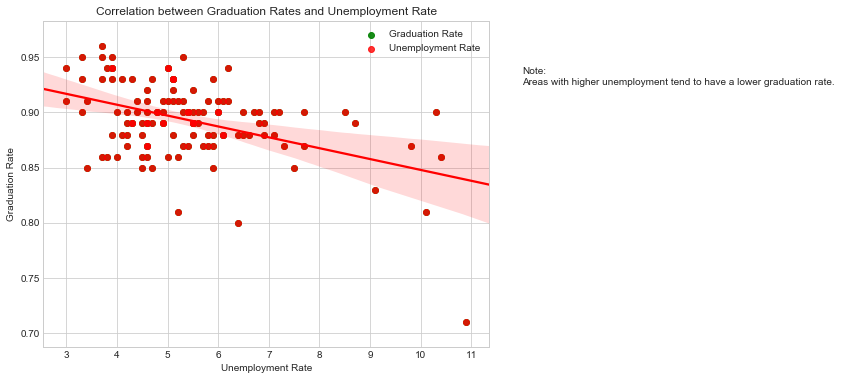 Correlation between Graduation Rates and Unemployment Rate
Graduation Rate
Unemployment Rate
Note:
Areas with higher unemployment tend to have a lower graduation rate.
Graduation Rate
0.95
0.90
0.85
0.80
0.75
0.70
3 4 5 6 7 8 9 10 11
Unemployment Rate